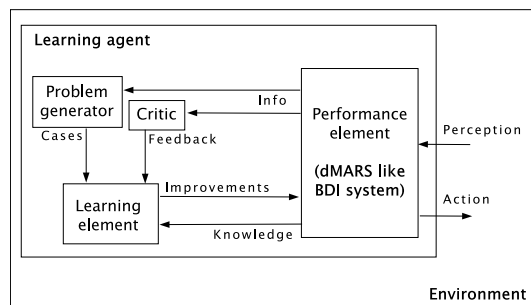 Learning agent
Problem
generator
Critic
Info
Performance
element
(dMARS like
BDI system)
Perception
Cases
Feedback
Improvements
Learning
element
Action
Knowledge
Environment